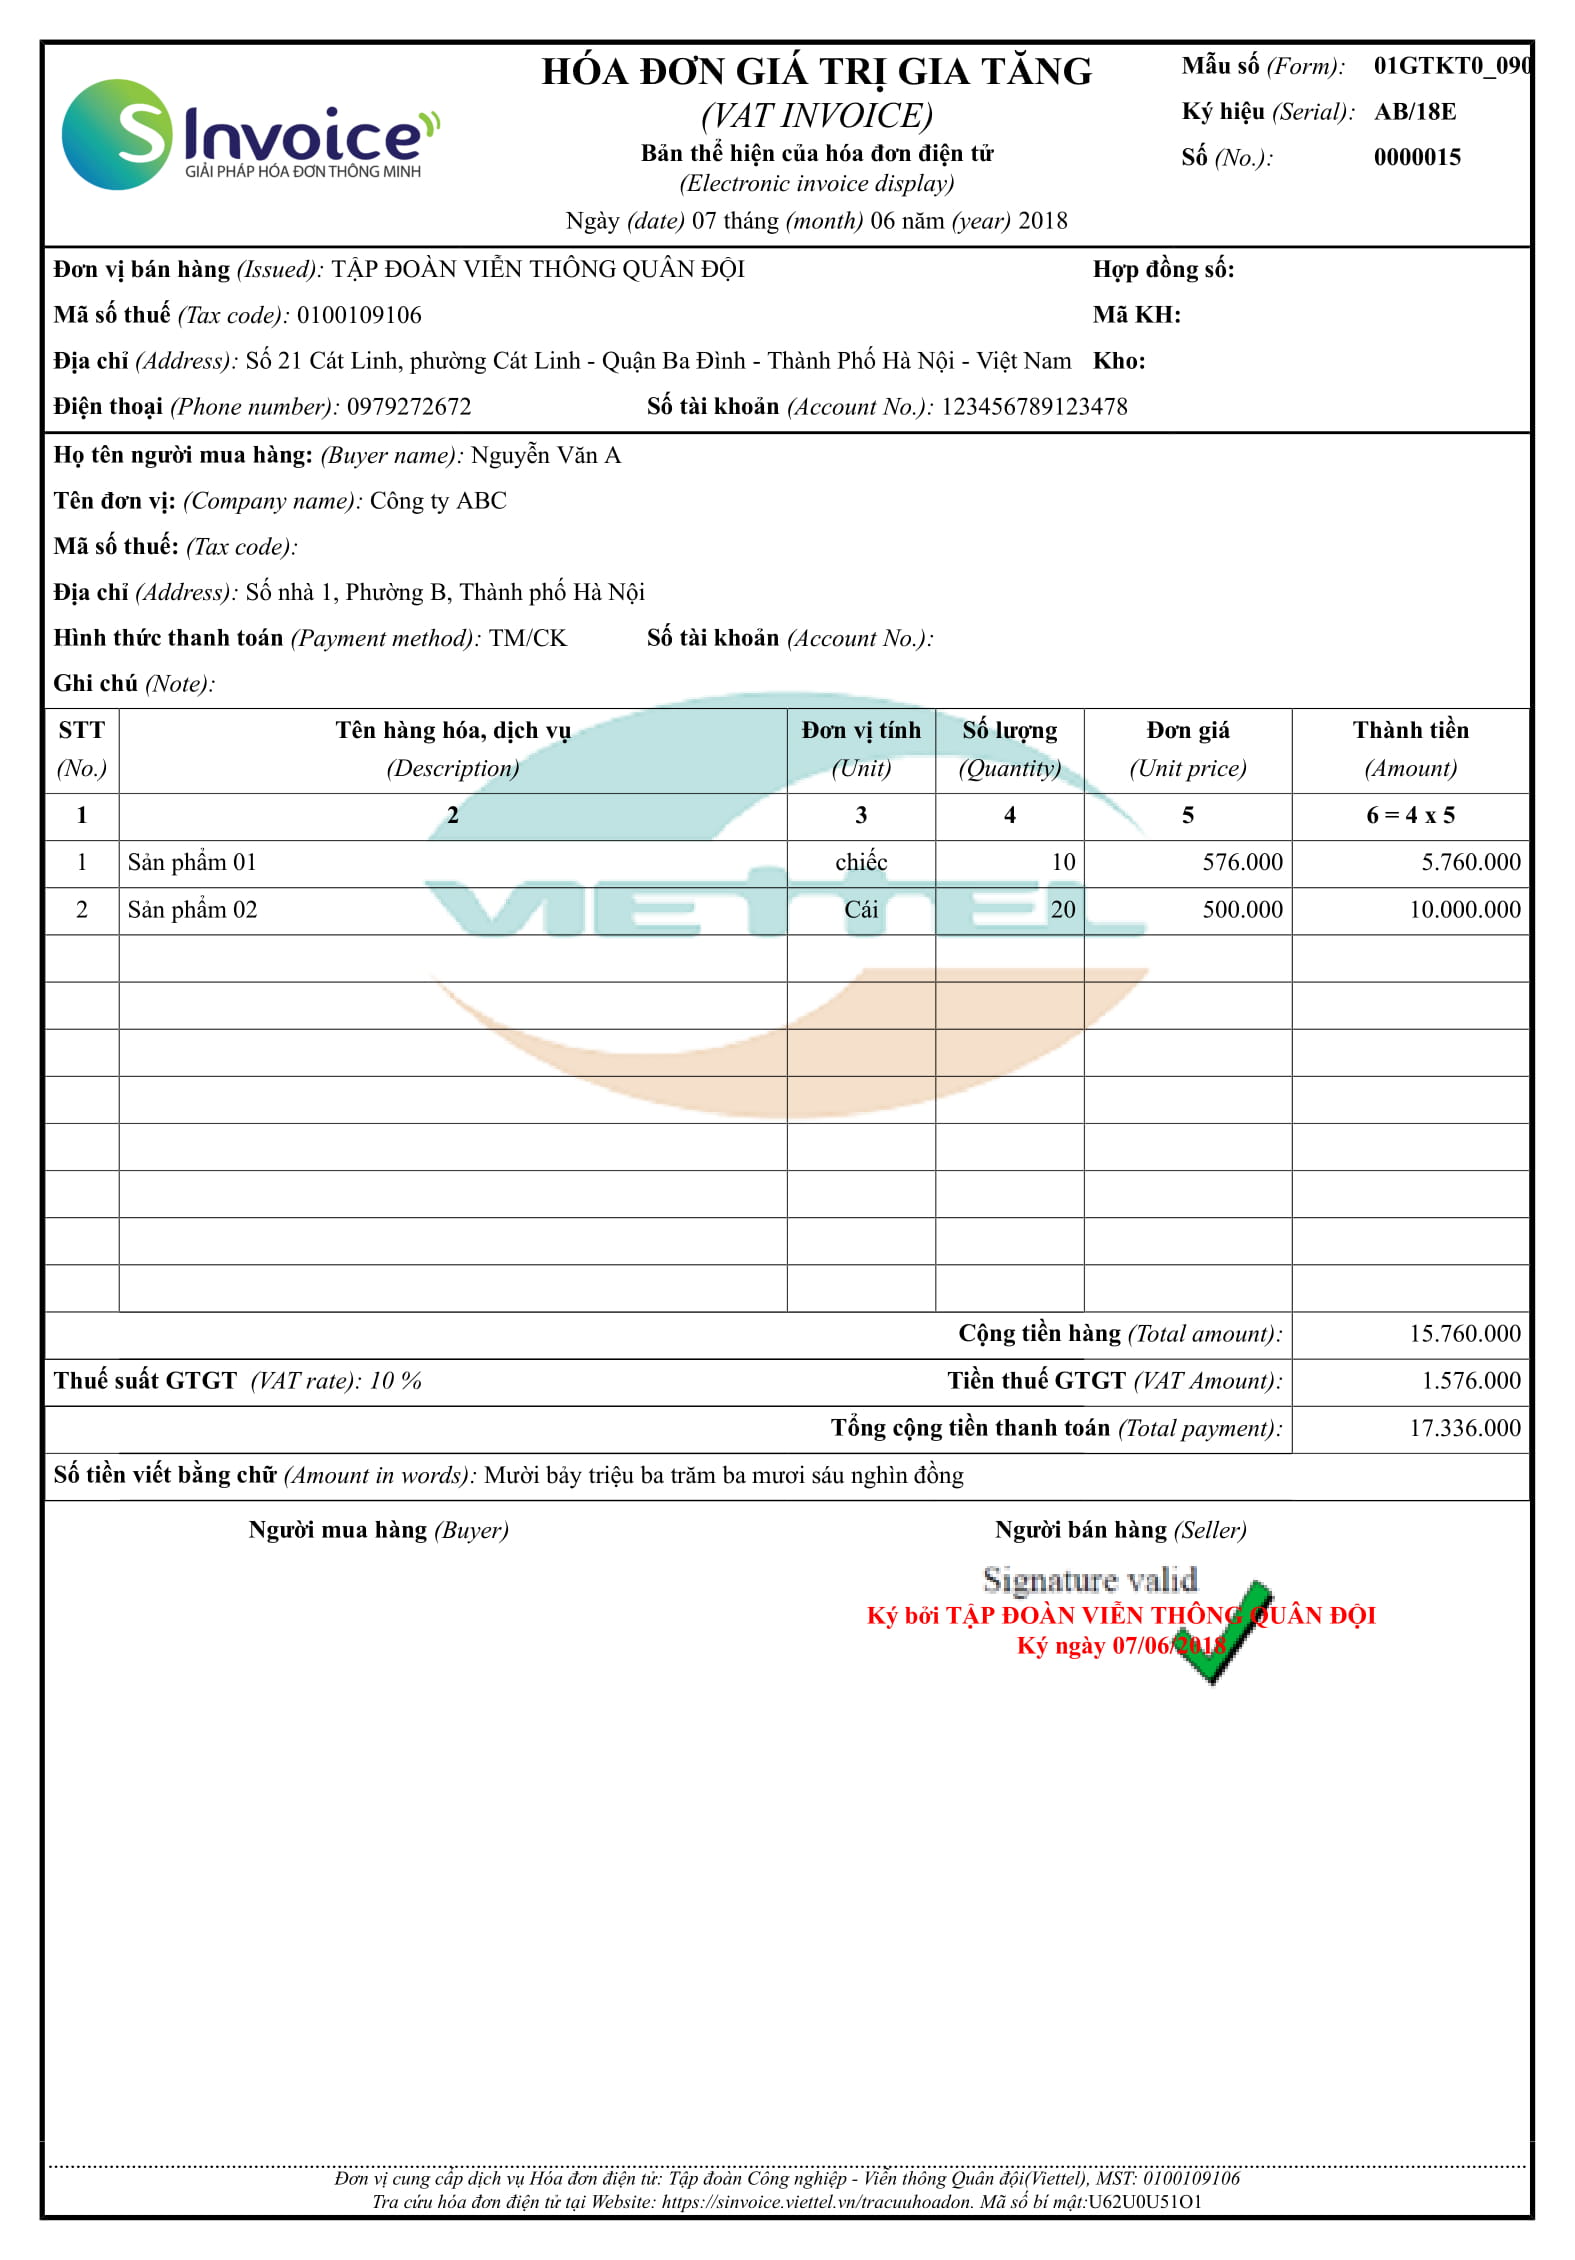 S Invoice
GIẢI PHÁP HÓA ĐƠN THÔNG MINH
HÓA ĐƠN GIÁ TRỊ GIA TĂNG
(VAT INVOICE)
Bản thể hiện của hóa đơn điện tử
(Electronic invoice display)
Ngày (date) 07 tháng (month) 06 năm (year) 2018
Mẫu số (Form): 01GTKT0_090
Ký hiệu (Serial): AB/18E
Số (No.): 0000015
Đơn vị bán hàng (Issued): TẬP ĐOÀN VIỄN THÔNG QUÂN ĐỘI
Hợp đồng số:
Mã số thuế (Tax code): 0100109106
Mã KH:
Địa chỉ (Address): Số 21 Cát Linh, phường Cát Linh - Quận Ba Đình - Thành Phố Hà Nội - Việt Nam
Kho:
Điện thoại (Phone number): 0979272672
Số tài khoản (Account No.): 123456789123478
Họ tên người mua hàng: (Buyer name): Nguyễn Văn A
Tên đơn vị: (Company name): Công ty ABC
Mã số thuế: (Tax code):
Địa chỉ (Address): Số nhà 1, Phường B, Thành phố Hà Nội
Hình thức thanh toán (Payment method): TM/CK
Số tài khoản (Account No.):
Ghi chú (Note):
STT Tên hàng hóa, dịch vụ Đơn vị tính Số lượng Đơn giá Thành tiền
(No.) (Description) (Unit) (Quantity) (Unit price) (Amount)
1 2 3 4 5 6 = 4 x 5
1 Sản phẩm 01 chiếc 10 576.000 5.760.000
2 Sản phẩm 02 Cái 20 500.000 10.000.000
VIETTEL
Cộng tiền hàng (Total amount): 15.760.000
Thuế suất GTGT (VAT rate): 10 % Tiền thuế GTGT (VAT Amount): 1.576.000
Tổng cộng tiền thanh toán (Total payment): 17.336.000
Số tiền viết bằng chữ (Amount in words): Mười bảy triệu ba trăm ba mươi sáu nghìn đồng
Người mua hàng (Buyer)
Người bán hàng (Seller)
Signature valid
Ký bởi TẬP ĐOÀN VIỄN THÔNG QUÂN ĐỘI
Ký ngày 07/06/2018
Đơn vị cung cấp dịch vụ Hóa đơn điện tử: Tập đoàn Công nghiệp - Viễn thông Quân đội(Viettel), MST: 0100109106
Tra cứu hóa đơn điện tử tại Website: https://sinvoice.viettel.vn/tracuuhoadon. Mã số bí mật:U62U0U51O1